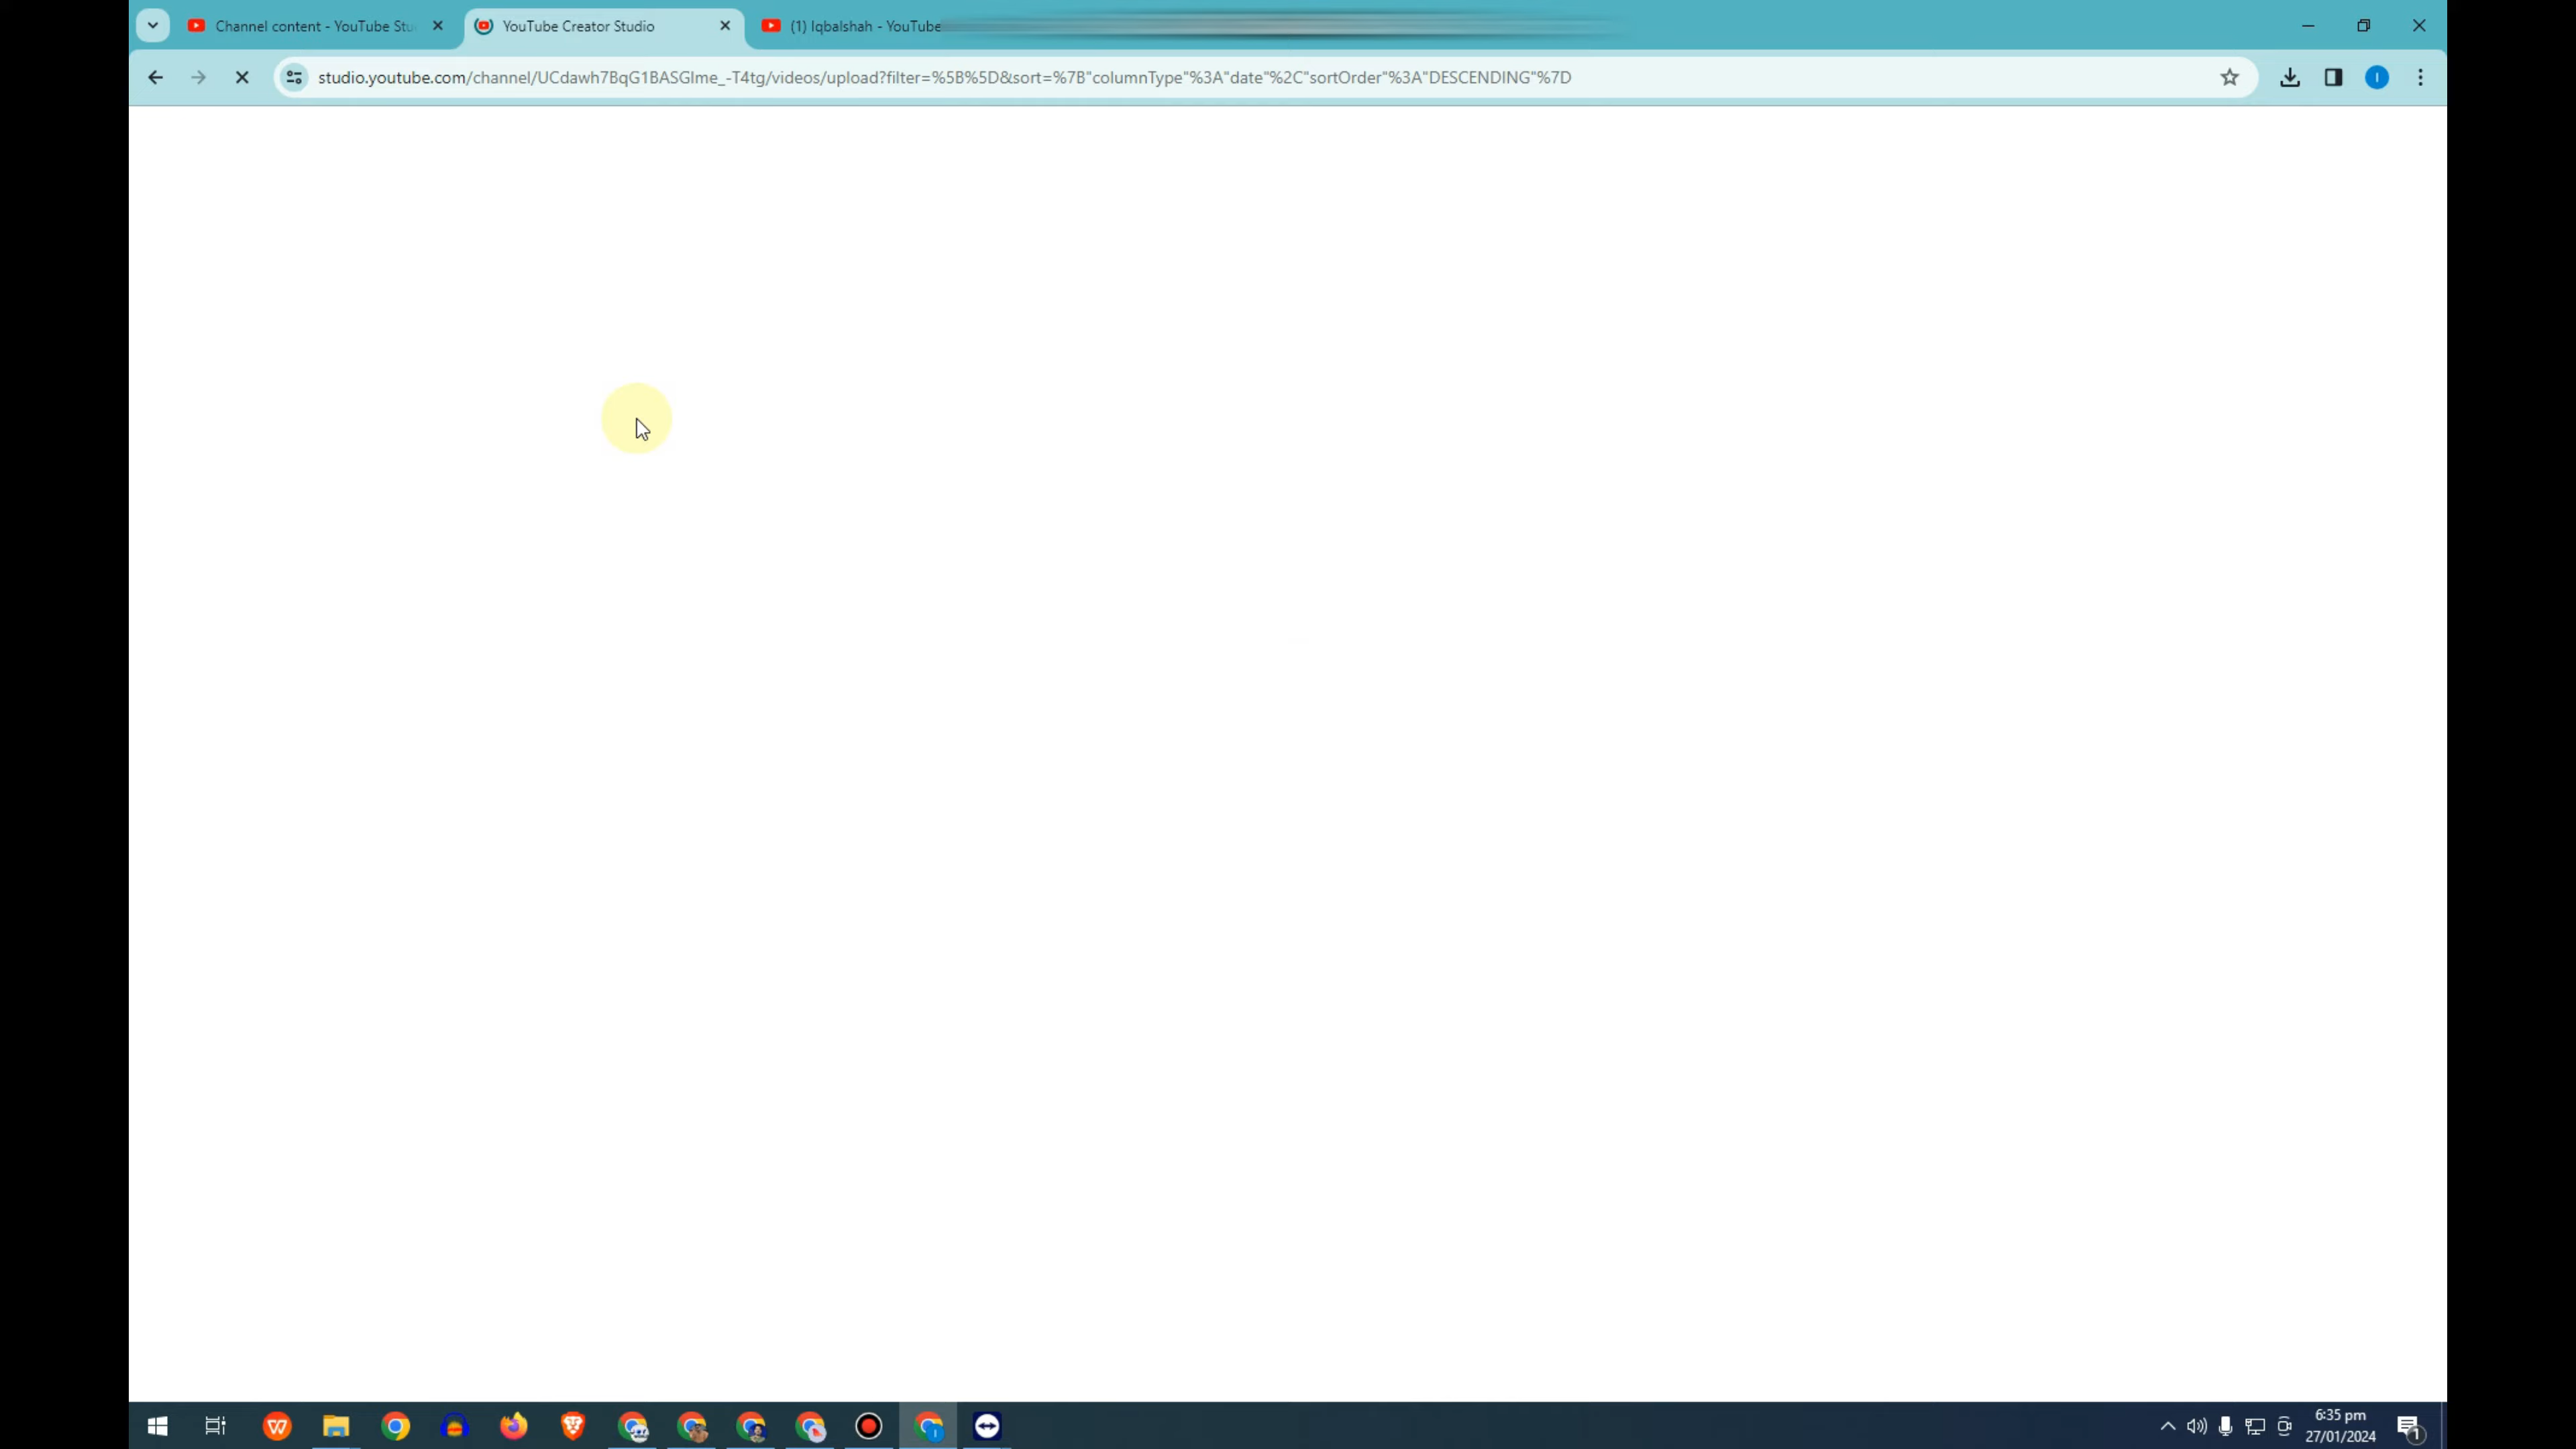 Channel content - YouTube Stu
YouTube Creator Studio
(1) Iqbalshah - YouTube
studio.youtube.com/channel/UCdawh7BqG1BASGlme_-T4tg/videos/upload?filter=%5B%5D&sort=%7B"columnType"%3A"date"%2C"sortOrder"%3A"DESCENDING"%7D
I
6:35 pm
27/01/2024
1